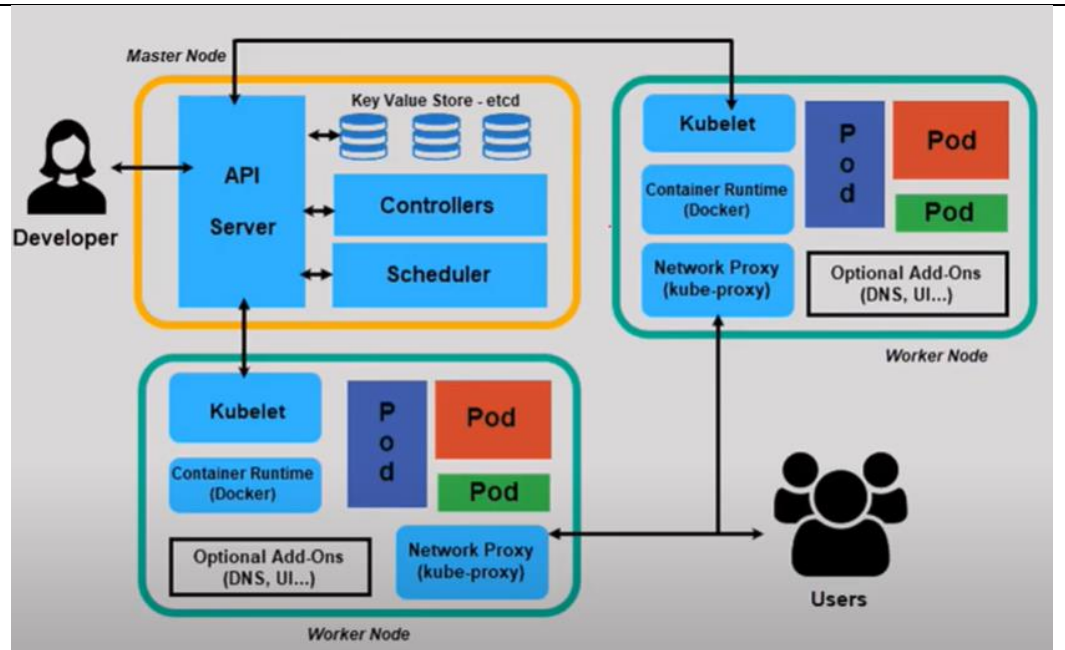 Master Node
Key Value Store - etcd
API
Server
Controllers
Scheduler
Developer
Kubelet
Container Runtime
(Docker)
Network Proxy
(kube-proxy)
P
o
d
Pod
Pod
Optional Add-Ons
(DNS, UI...)
Worker Node
Kubelet
Container Runtime
(Docker)
P
o
d
Pod
Pod
Optional Add-Ons
(DNS, UI...)
Network Proxy
(kube-proxy)
Worker Node
Users